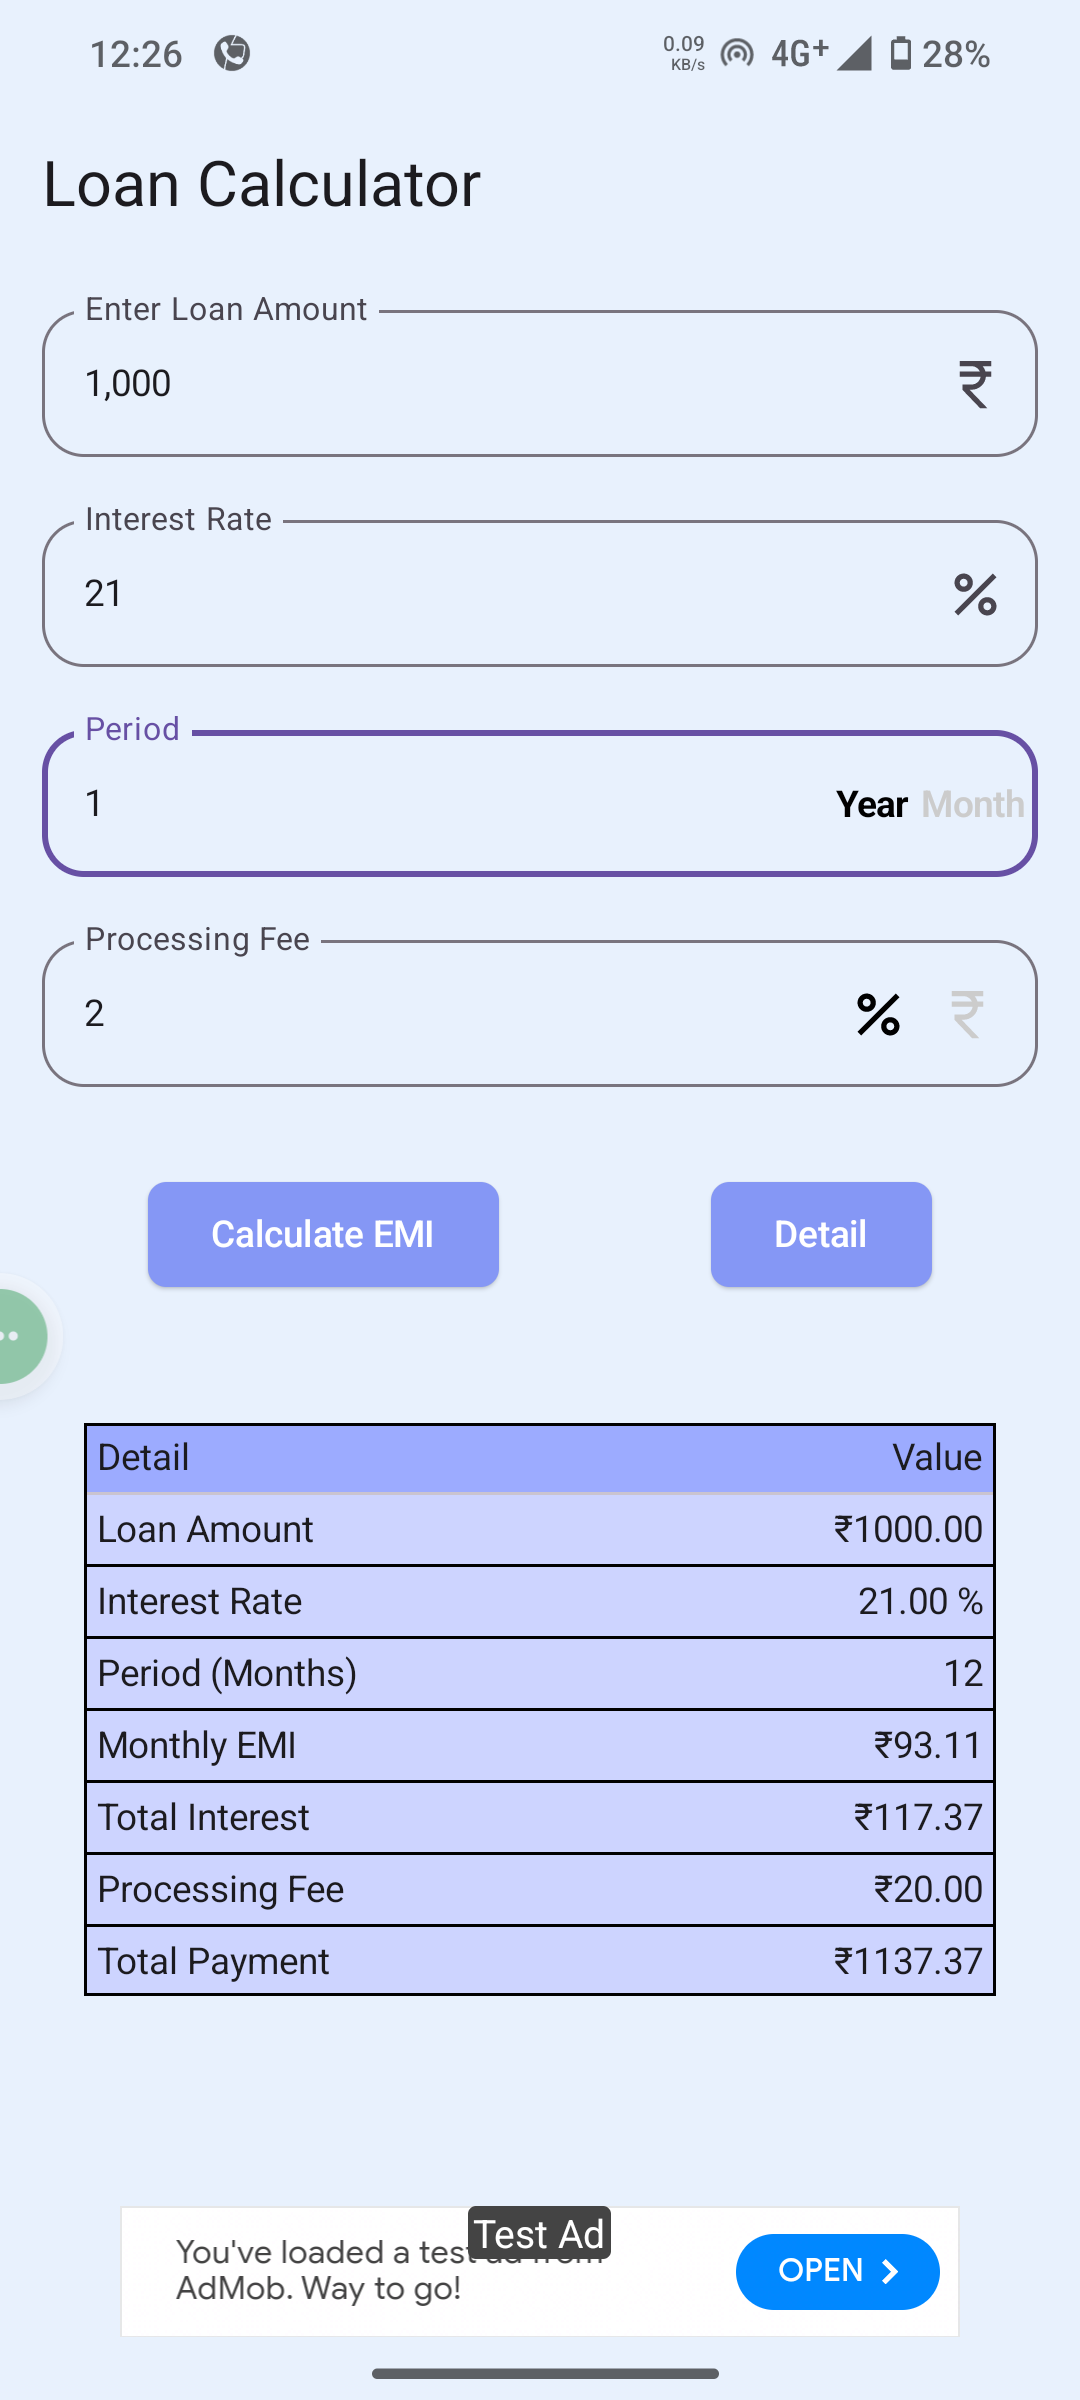 12:26 0.09 KB/s 4G+ 28%
Loan Calculator
Enter Loan Amount
1,000 ₹
Interest Rate
21 %
Period
1 Year Month
Processing Fee
2 % ₹
Calculate EMI Detail
Detail Value
Loan Amount ₹1000.00
Interest Rate 21.00 %
Period (Months) 12
Monthly EMI ₹93.11
Total Interest ₹117.37
Processing Fee ₹20.00
Total Payment ₹1137.37
Test Ad
You've loaded a test ad from
AdMob. Way to go!
OPEN